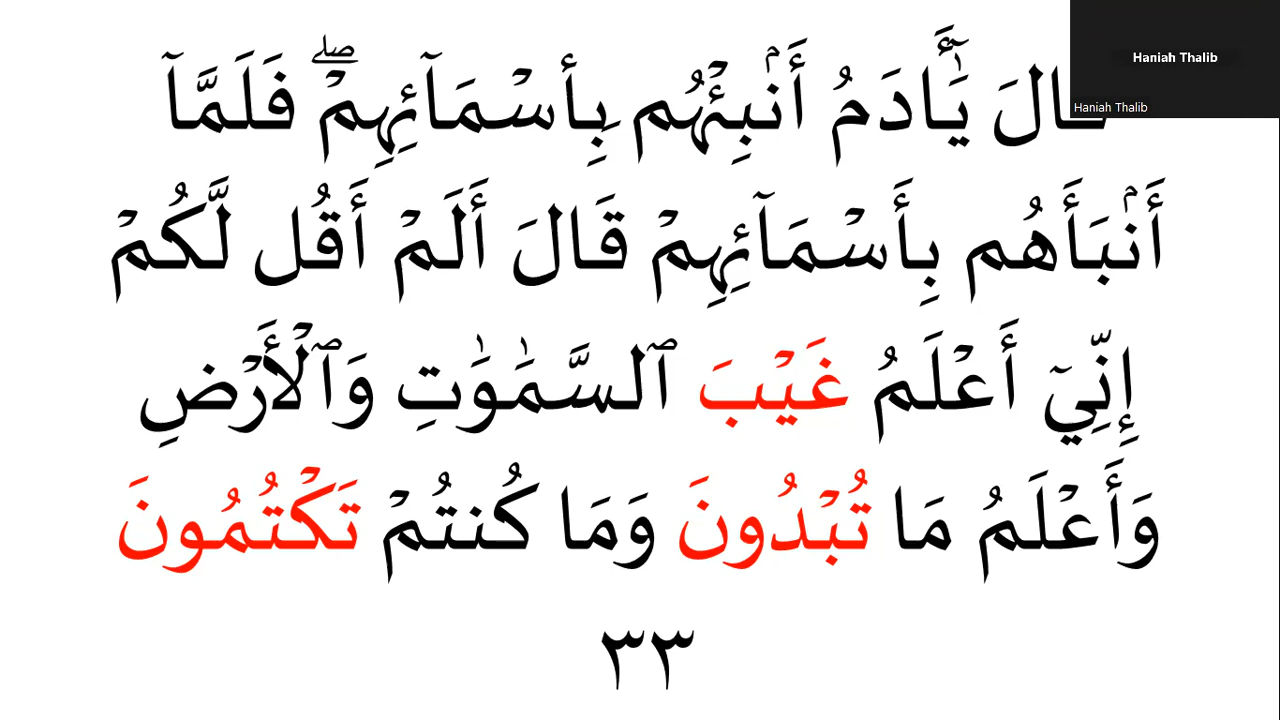 قَالَ يَٰٓـَٔادَمُ أَنۢبِئۡهُم بِأَسۡمَآئِهِمۡۖ فَلَمَّآ
أَنۢبَأَهُم بِأَسۡمَآئِهِمۡ قَالَ أَلَمۡ أَقُل لَّكُمۡ
إِنِّيٓ أَعۡلَمُ غَيۡبَ ٱلسَّمَٰوَٰتِ وَٱلۡأَرۡضِ
وَأَعۡلَمُ مَا تُبۡدُونَ وَمَا كُنتُمۡ تَكۡتُمُونَ
٣٣
Haniah Thalib
Haniah Thalib